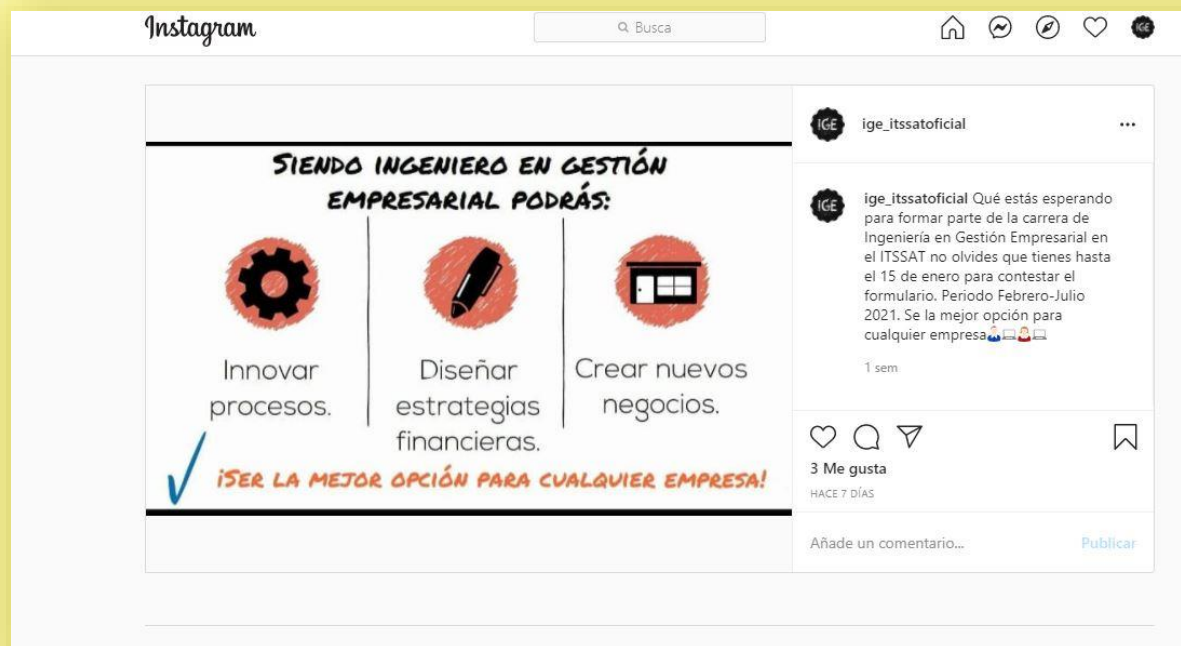 Instagram
Busca
IGE
SIENDO INGENIERO EN GESTIÓN
EMPRESARIAL PODRÁS:
Innovar
procesos.
Diseñar
estrategias
financieras.
Crear nuevos
negocios.
¡SER LA MEJOR OPCIÓN PARA CUALQUIER EMPRESA!
IGE
ige_itssatoficial
IGE
ige_itssatoficial Qué estás esperando
para formar parte de la carrera de
Ingeniería en Gestión Empresarial en
el ITSSAT no olvides que tienes hasta
el 15 de enero para contestar el
formulario. Periodo Febrero-Julio
2021. Se la mejor opción para
cualquier empresa
1 sem
3 Me gusta
HACE 7 DÍAS
Añade un comentario...
Publicar